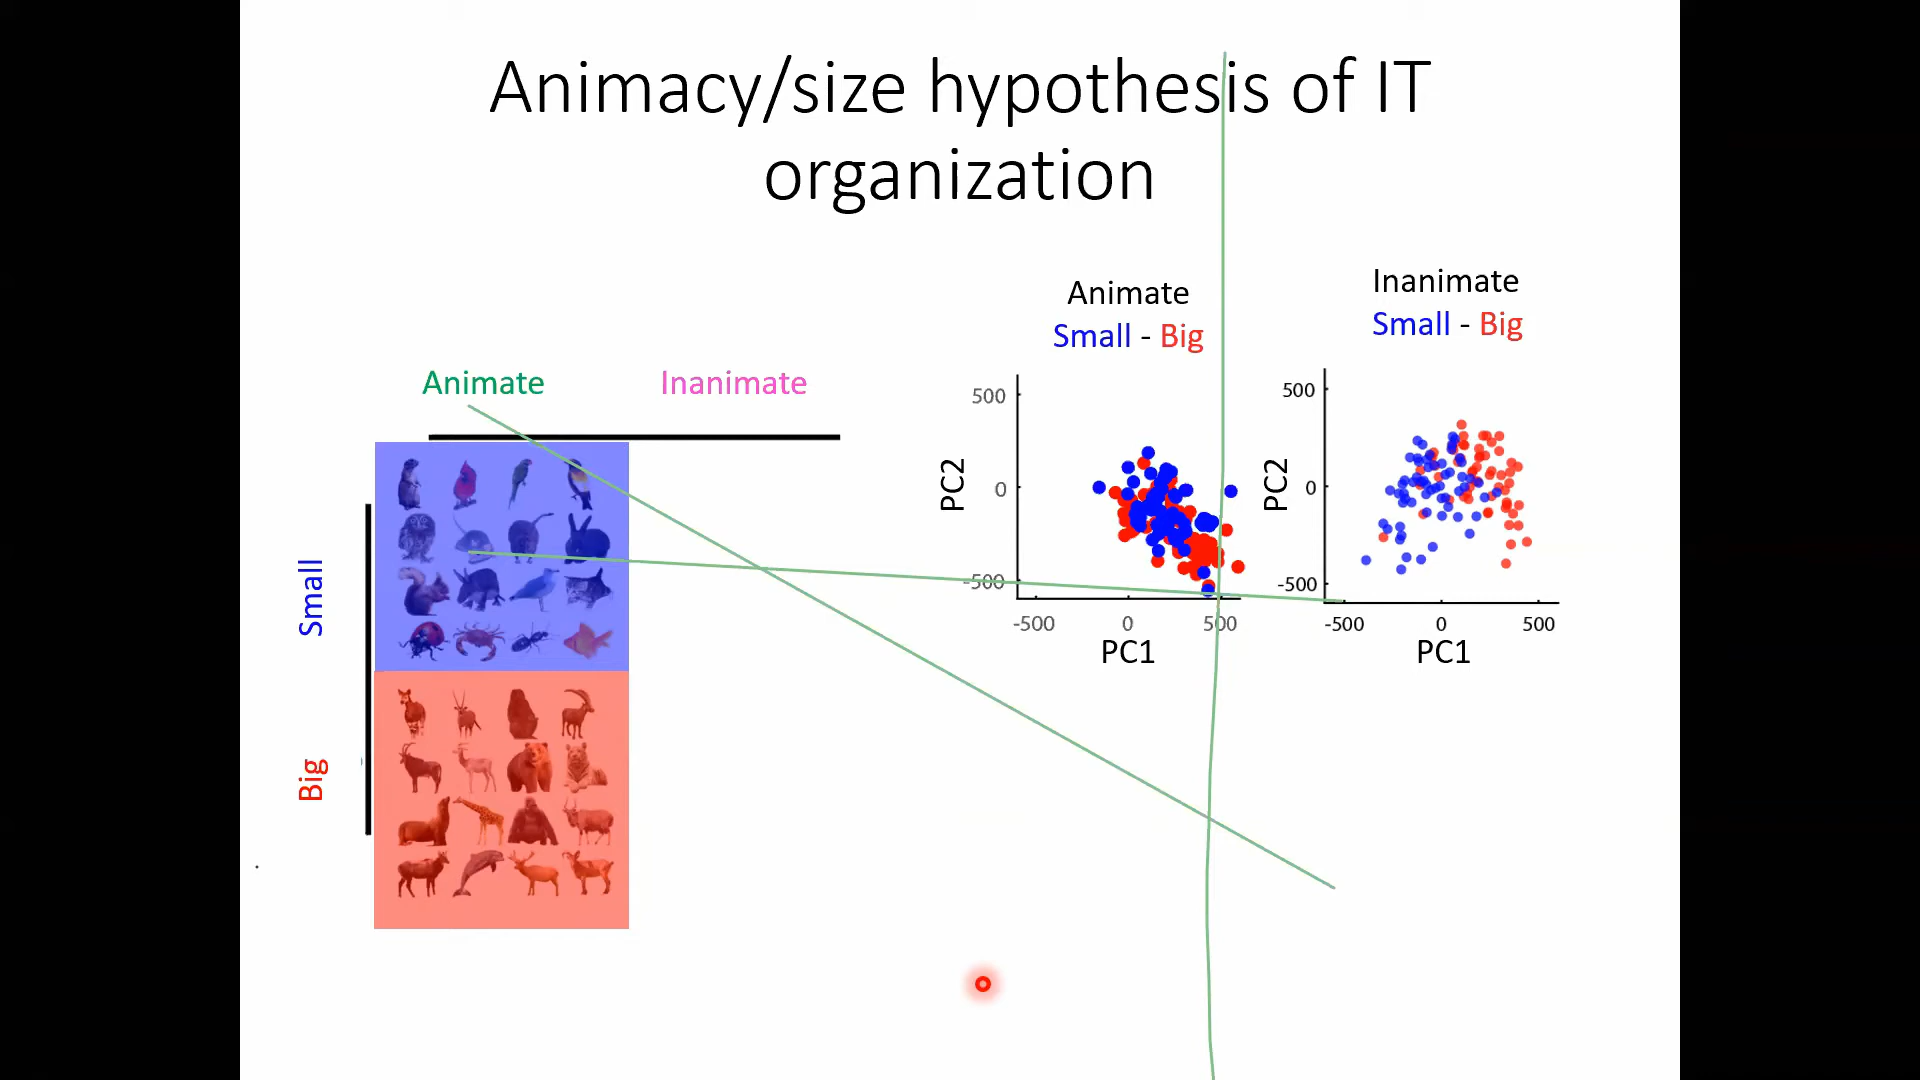 Animacy/size hypothesis of IT
organization
Animate
Inanimate
Small
Big
Animate
Small - Big
500
0
-500
PC2
-500
0
500
PC1
Inanimate
Small - Big
500
0
-500
PC2
-500
0
500
PC1